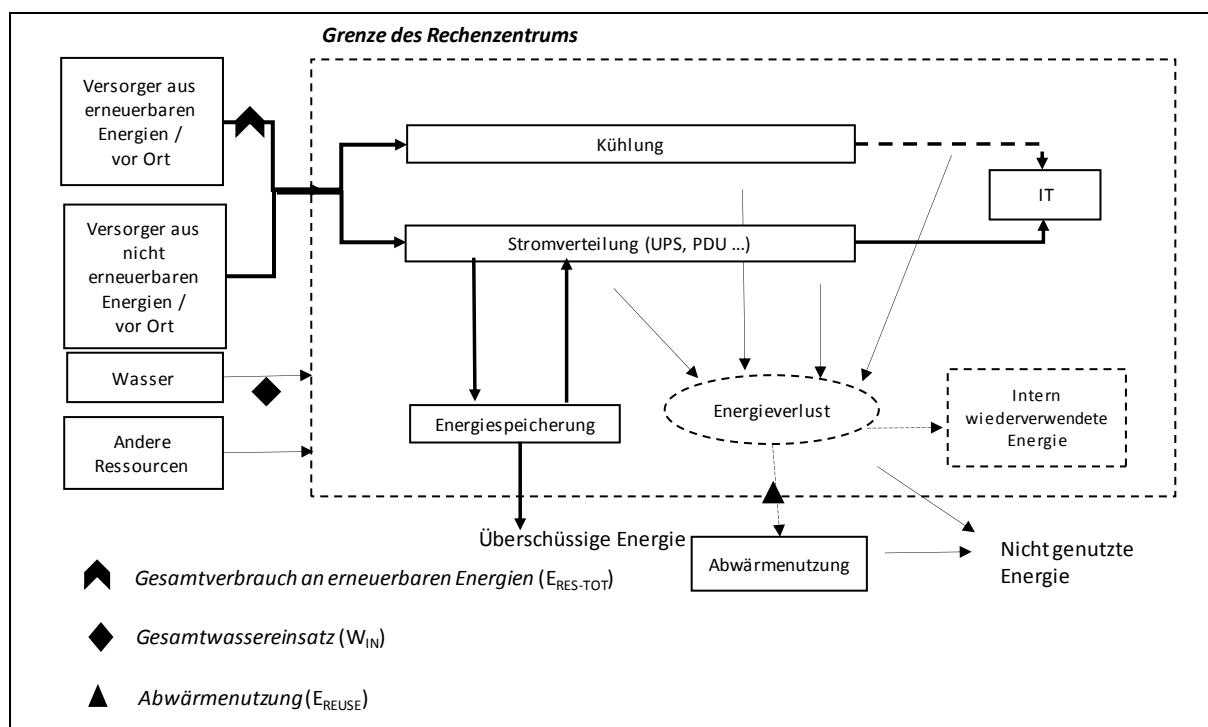 Grenze des Rechenzentrums
Versorger aus
erneuerbaren
Energien /
vor Ort
Kühlung
IT
Versorger aus
nicht
erneuerbaren
Energien /
vor Ort
Stromverteilung (UPS, PDU ...)
Wasser
Andere
Ressourcen
Energiespeicherung
Energieverlust
Intern
wiederverwendete
Energie
Überschüssige Energie
Abwärmenutzung
Nicht genutzte
Energie
Gesamtverbrauch an erneuerbaren Energien (ERES-TOT)
Gesamtwassereinsatz (WIN)
Abwärmenutzung (EREUSE)